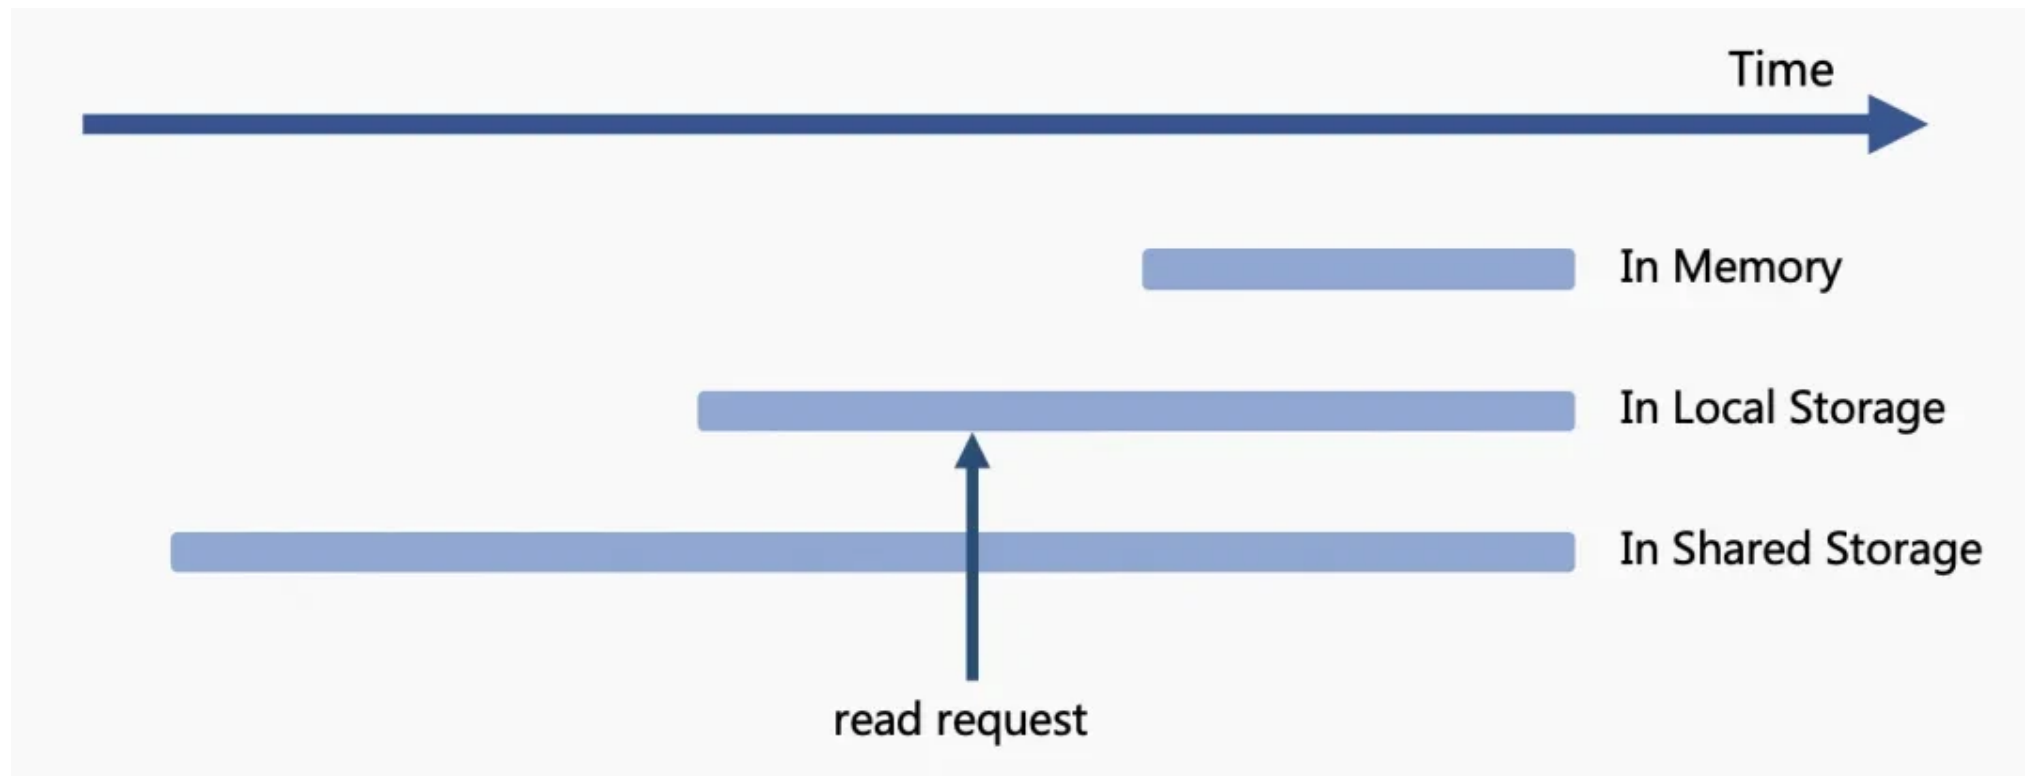 Time
In Memory
In Local Storage
In Shared Storage
read request